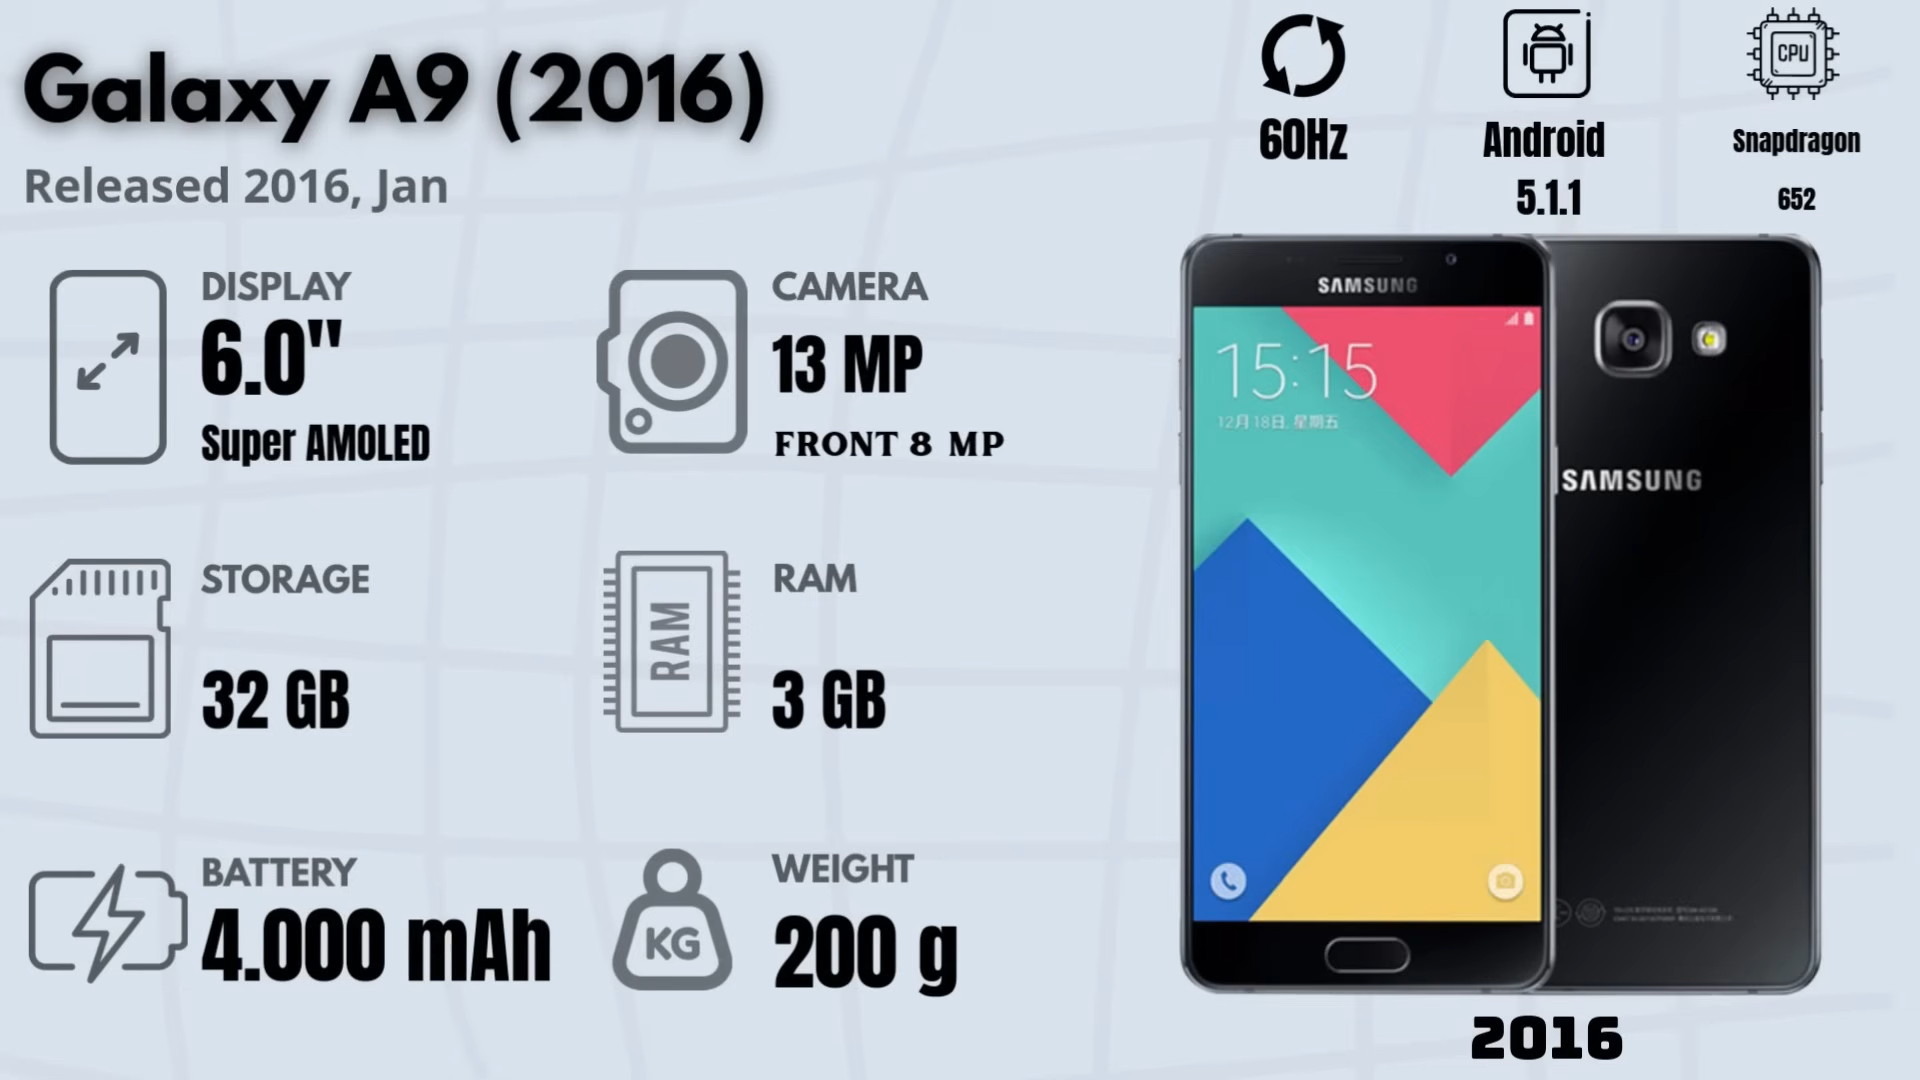 Galaxy A9 (2016)
Released 2016, Jan
60Hz
Android
5.1.1
CPU
Snapdragon
652
DISPLAY
6.0"
Super AMOLED
CAMERA
13 MP
FRONT 8 MP
STORAGE
32 GB
RAM
RAM
3 GB
BATTERY
4.000 mAh
KG
WEIGHT
200 g
SAMSUNG
15:15
12月18日, 星期五
SAMSUNG
2016